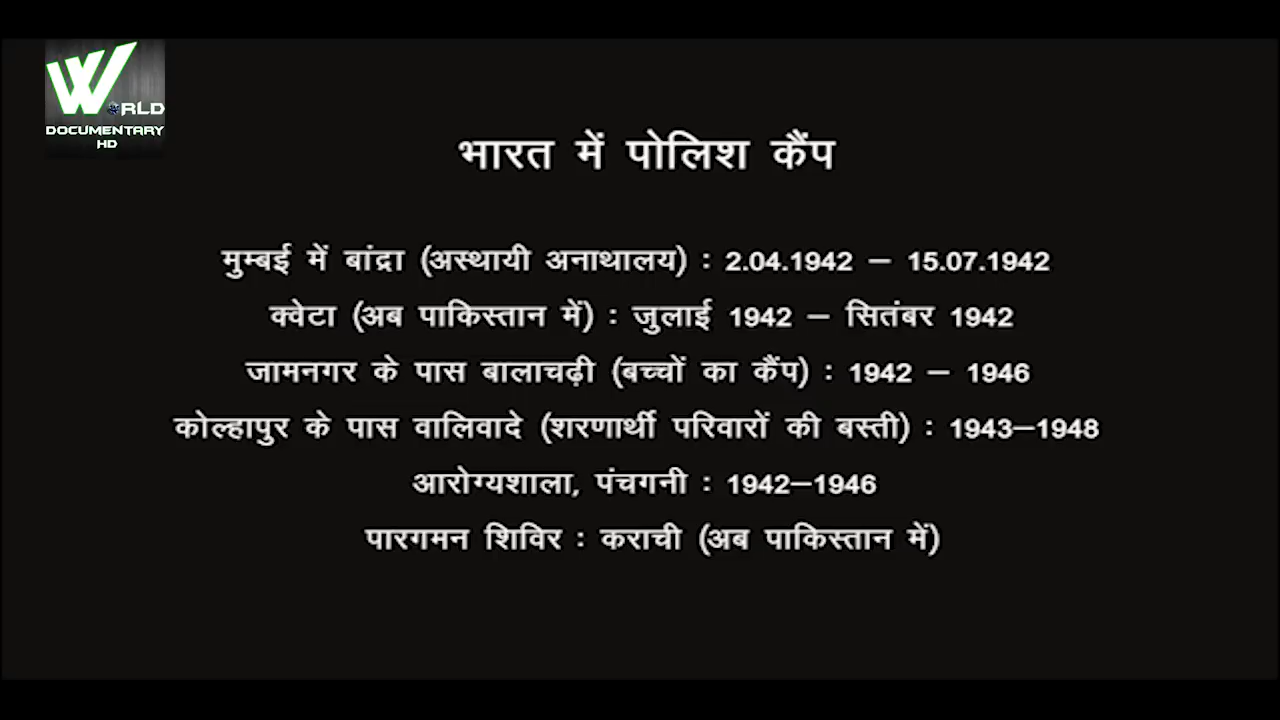 WORLD
DOCUMENTARY
HD
भारत में पोलिश कैंप
मुम्बई में बांद्रा (अस्थायी अनाथालय) : 2.04.1942 – 15.07.1942
क्वेटा (अब पाकिस्तान में) : जुलाई 1942 – सितंबर 1942
जामनगर के पास बालाचढ़ी (बच्चों का कैंप) : 1942 – 1946
कोल्हापुर के पास वालिवादे (शरणार्थी परिवारों की बस्ती) : 1943–1948
आरोग्यशाला, पंचगनी : 1942–1946
पारगमन शिविर : कराची (अब पाकिस्तान में)